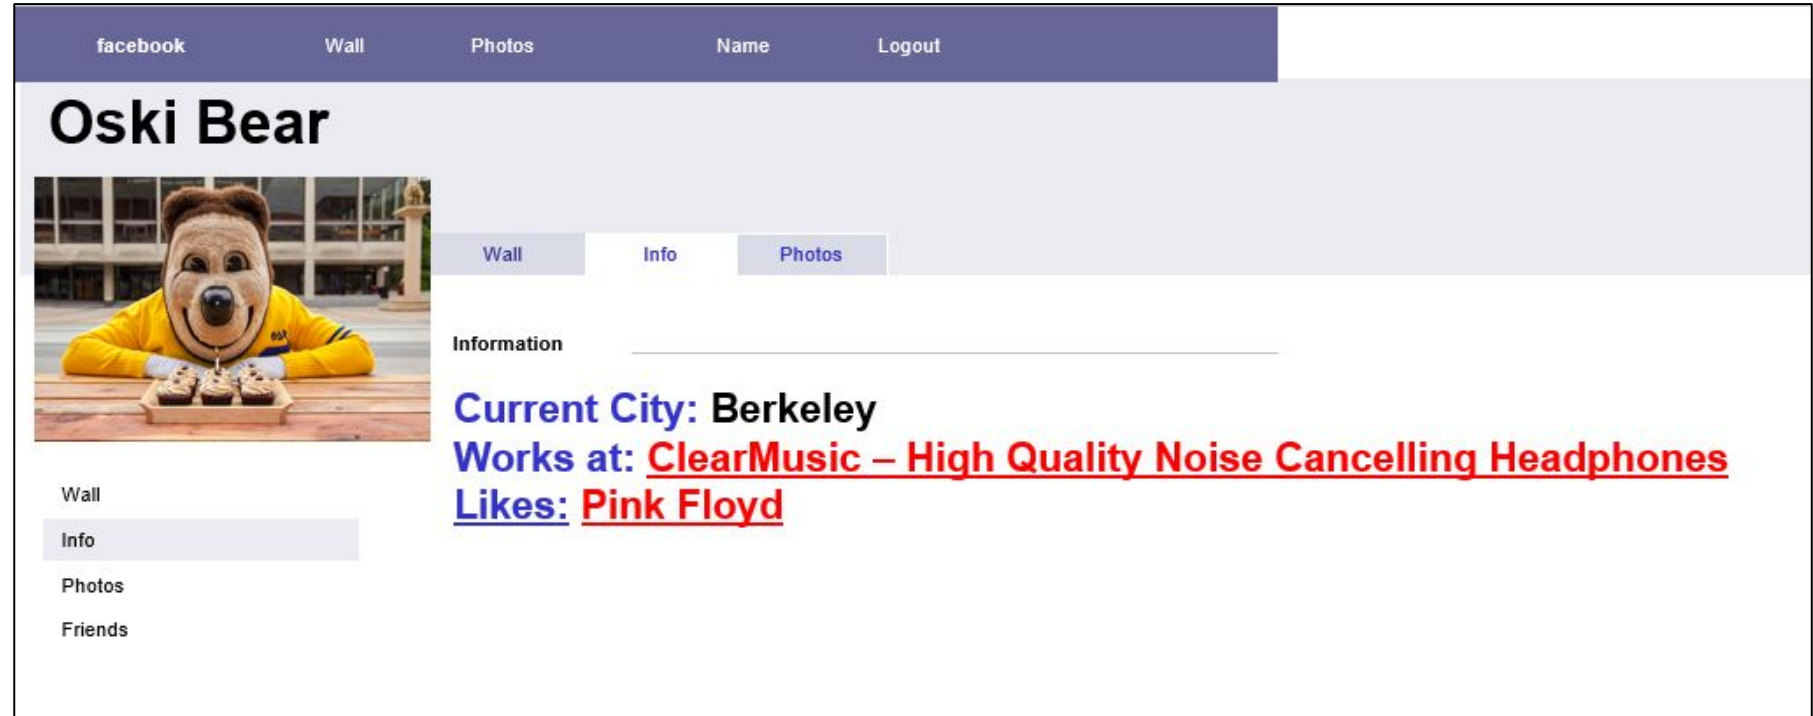 facebook Wall Photos Name Logout
Oski Bear
Wall Info Photos
Information
Current City: Berkeley
Works at: ClearMusic – High Quality Noise Cancelling Headphones
Likes: Pink Floyd
Wall
Info
Photos
Friends